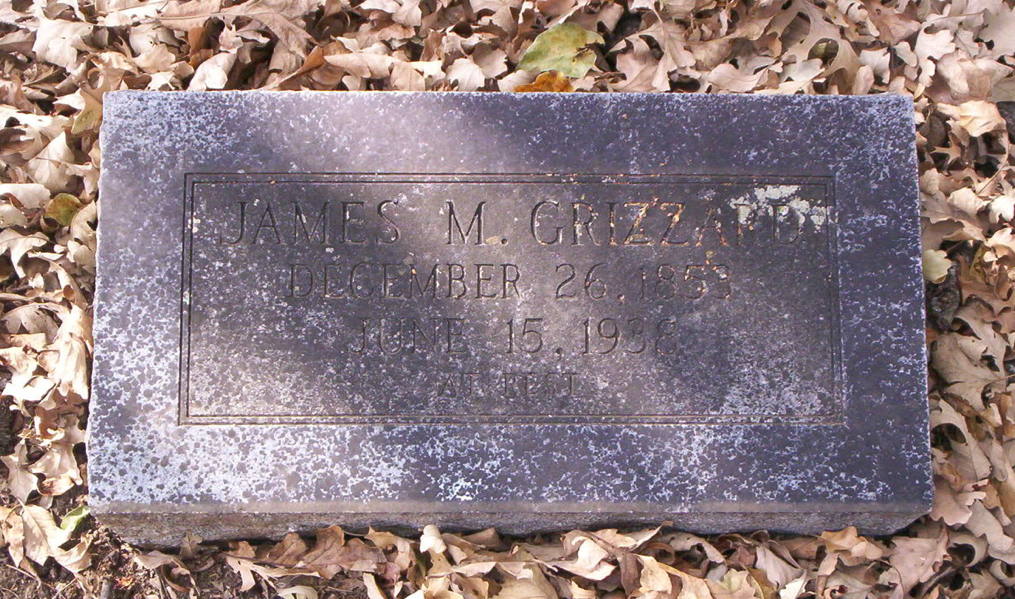 JAMES M. GRIZZARD
DECEMBER 26, 1853
JUNE 15, 1938
AT REST